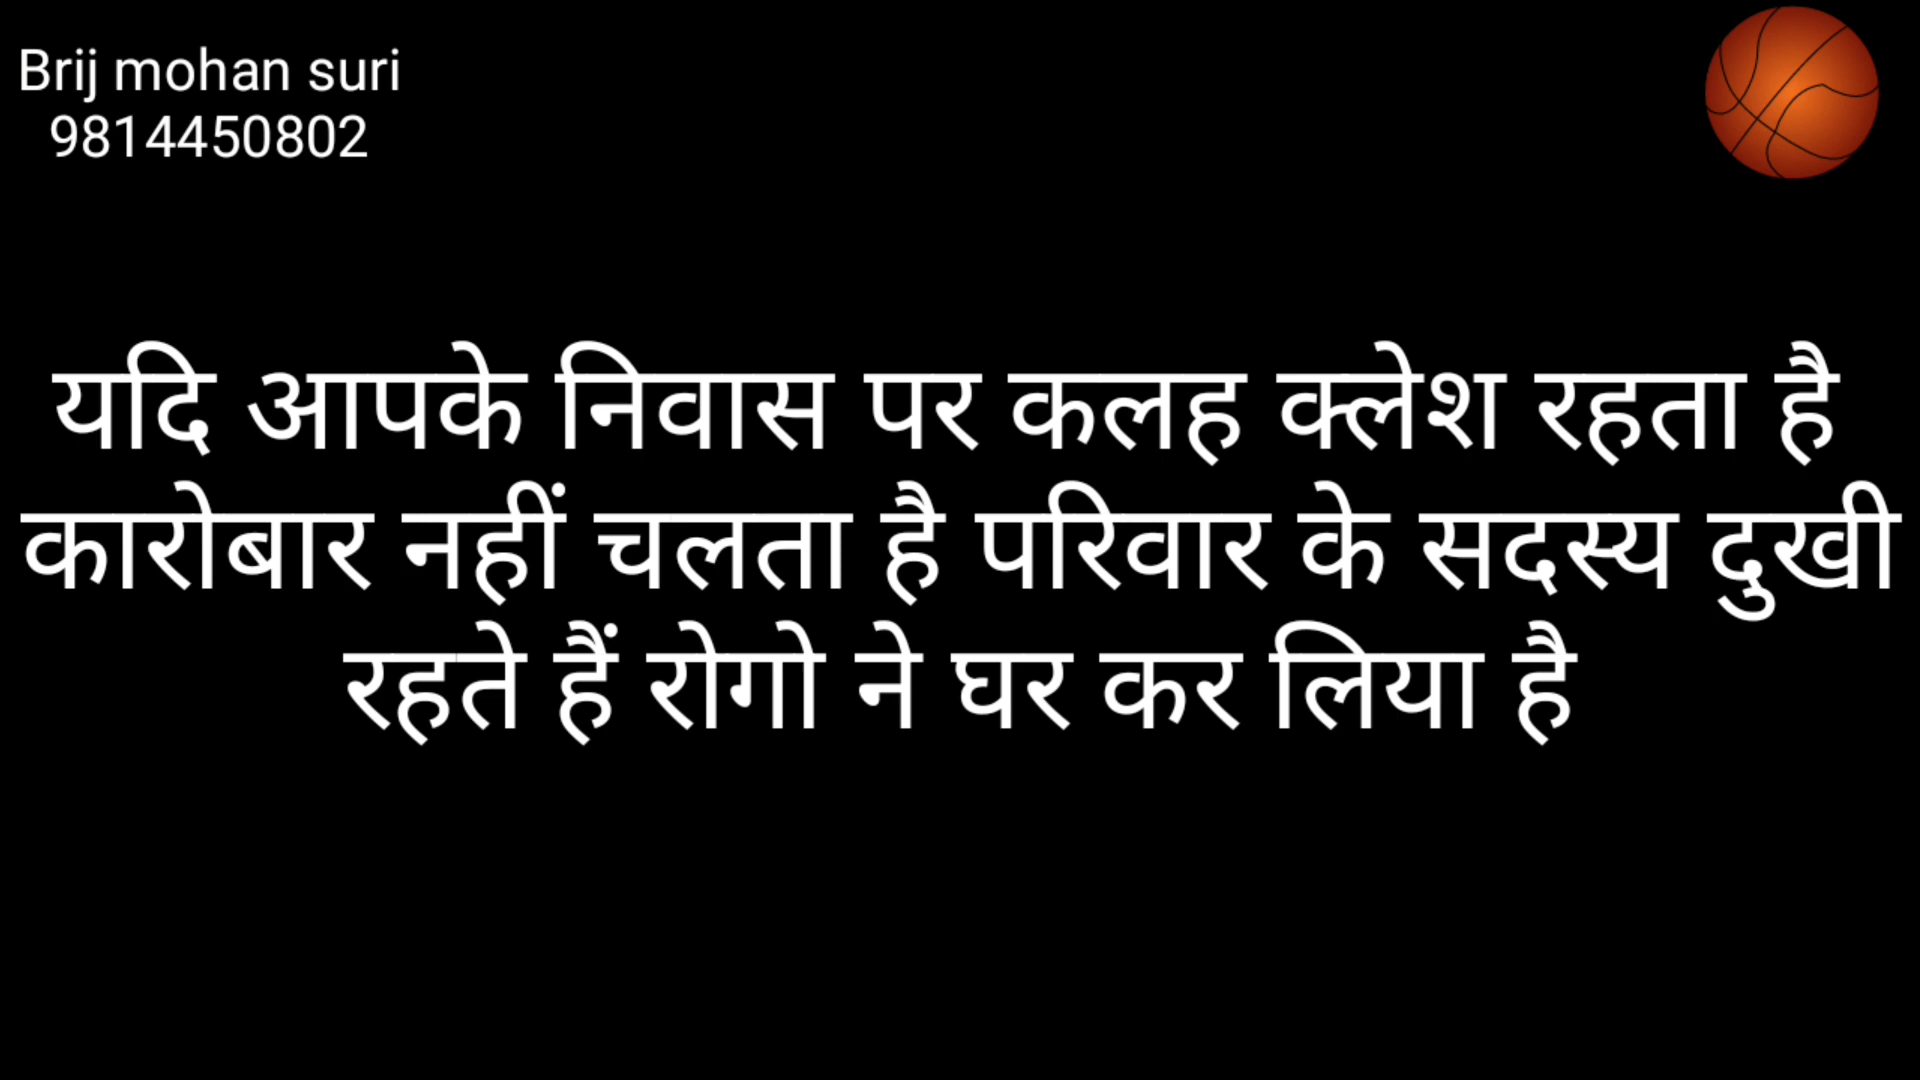 Brij mohan suri
9814450802
यदि आपके निवास पर कलह क्लेश रहता है
कारोबार नहीं चलता है परिवार के सदस्य दुखी
रहते हैं रोगो ने घर कर लिया है